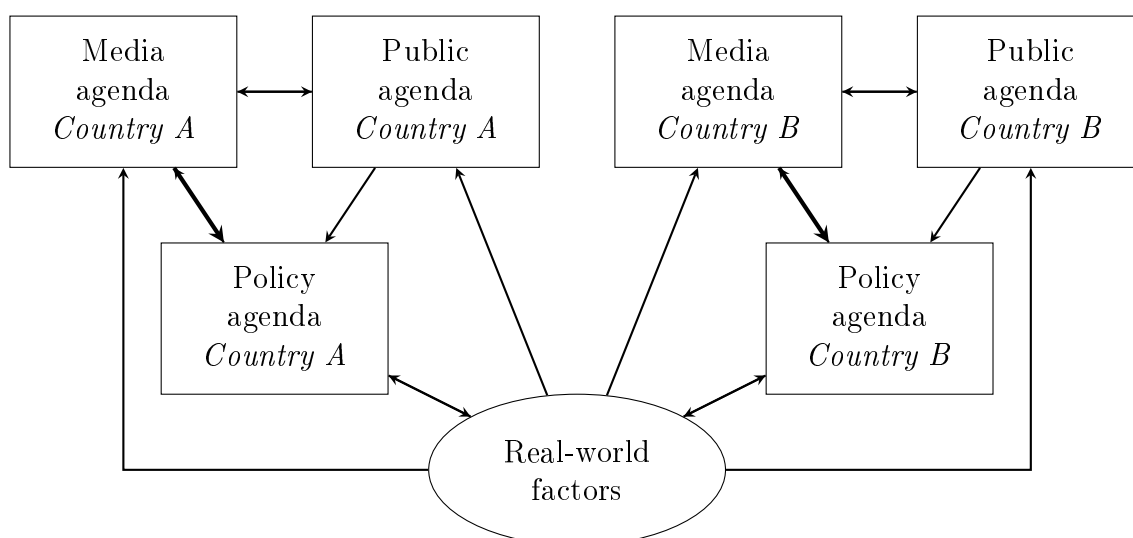 Media
agenda
Country A
Public
agenda
Country A
Media
agenda
Country B
Public
agenda
Country B
Policy
agenda
Country A
Policy
agenda
Country B
Real-world
factors